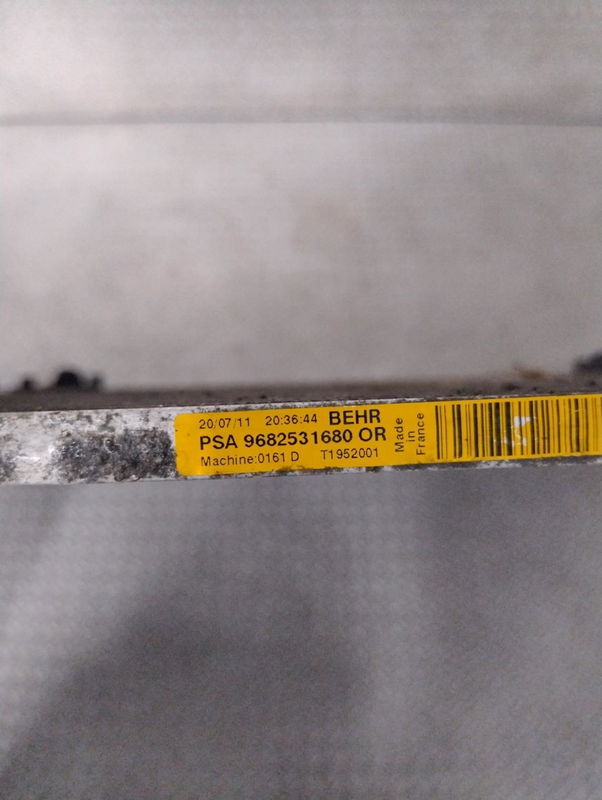 20/07/11 20:36:44 BEHR
PSA 9682531680 OR
Machine:0161 D T1952001
Made
in
France